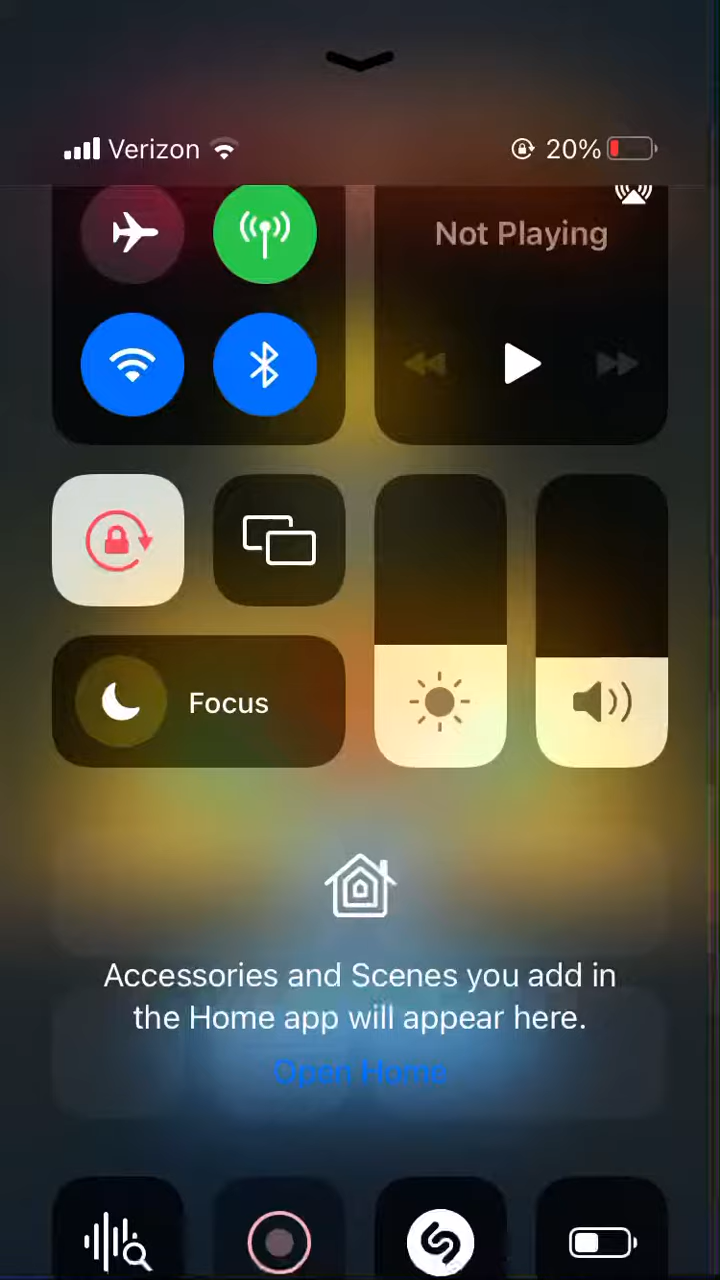 Verizon
20%
Not Playing
Focus
Accessories and Scenes you add in
the Home app will appear here.
Open Home